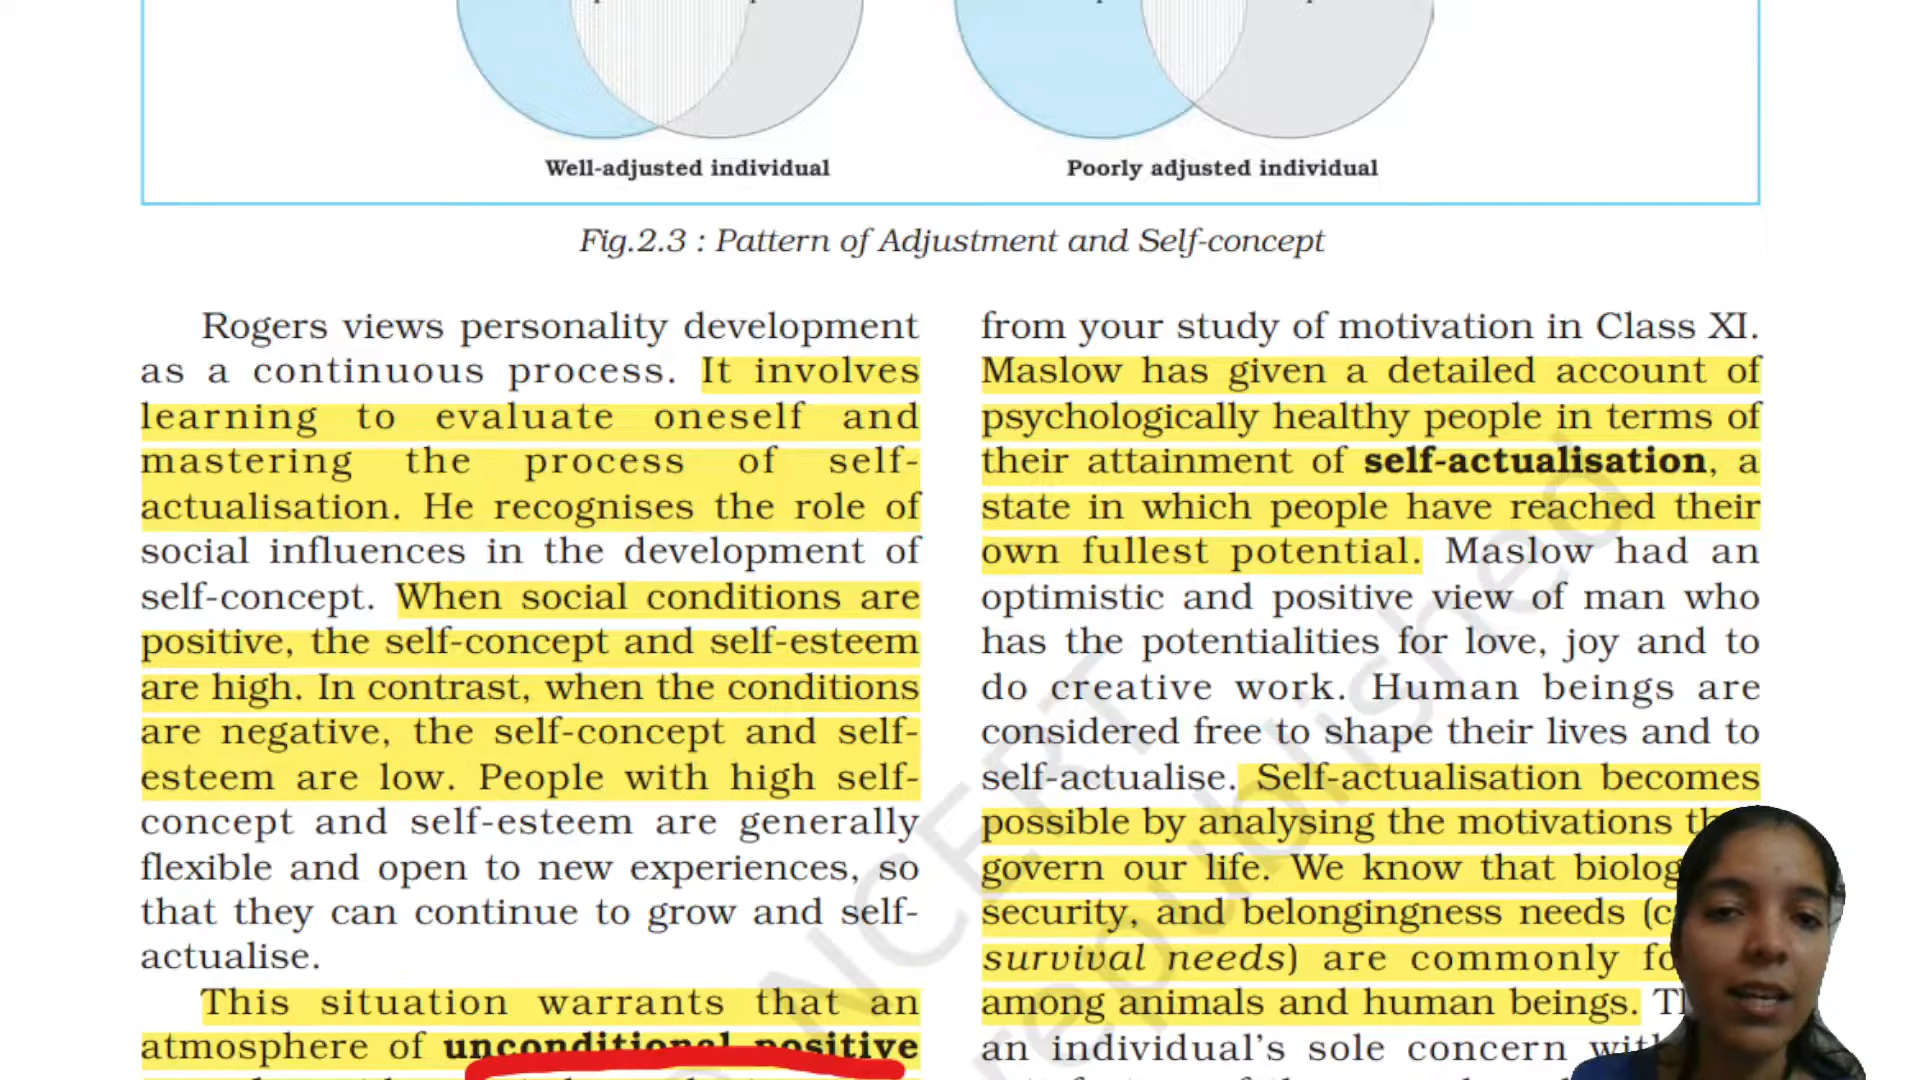 Well-adjusted individual
Poorly adjusted individual
Fig.2.3 : Pattern of Adjustment and Self-concept
Rogers views personality development
as a continuous process. It involves
learning to evaluate oneself and
mastering the process of self-
actualisation. He recognises the role of
social influences in the development of
self-concept. When social conditions are
positive, the self-concept and self-esteem
are high. In contrast, when the conditions
are negative, the self-concept and self-
esteem are low. People with high self-
concept and self-esteem are generally
flexible and open to new experiences, so
that they can continue to grow and self-
actualise.
This situation warrants that an
atmosphere of unconditional positive
from your study of motivation in Class XI.
Maslow has given a detailed account of
psychologically healthy people in terms of
their attainment of self-actualisation, a
state in which people have reached their
own fullest potential. Maslow had an
optimistic and positive view of man who
has the potentialities for love, joy and to
do creative work. Human beings are
considered free to shape their lives and to
self-actualise. Self-actualisation becomes
possible by analysing the motivations
govern our life. We know that
security, and belongingness needs
survival needs) are commonly
among animals and human beings.
an individual's sole concern
NCERT
republished